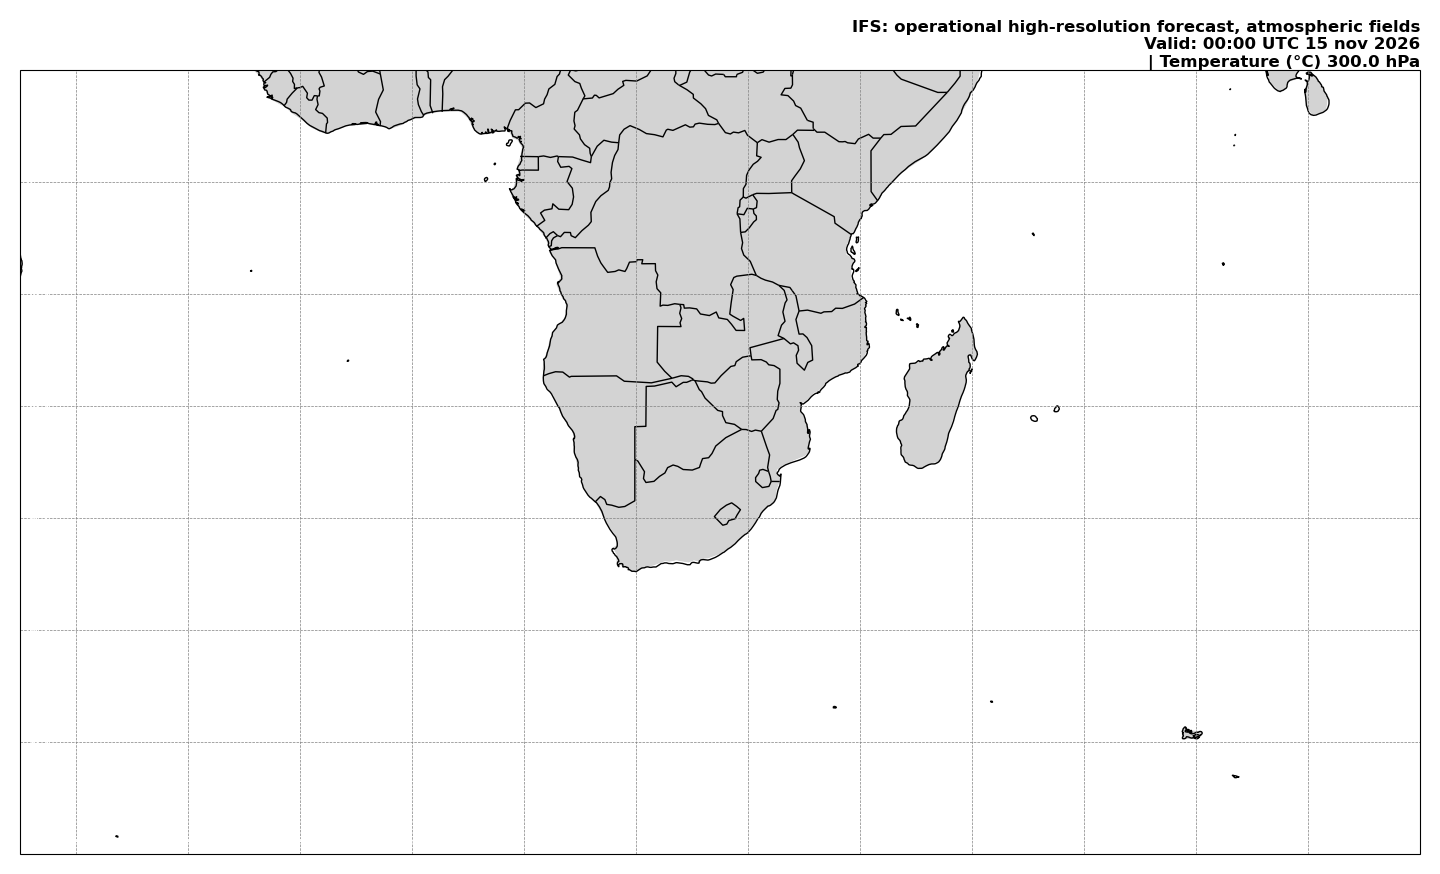 IFS: operational high-resolution forecast, atmospheric fields
Valid: 00:00 UTC 15 nov 2026
| Temperature (°C) 300.0 hPa